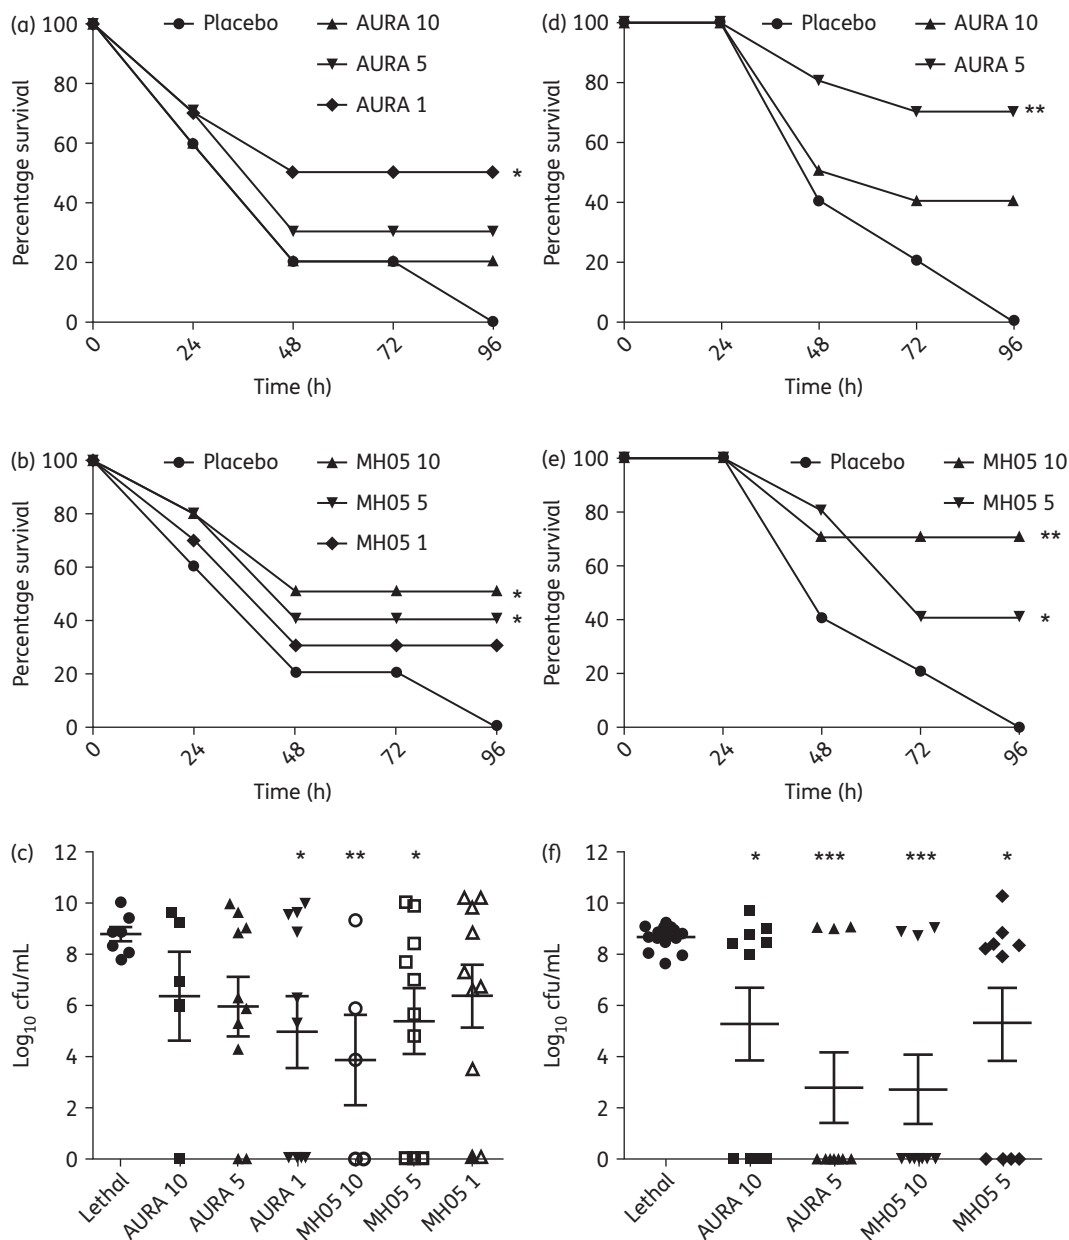 (a)
Placebo
AURA 10
AURA 5
AURA 1
100
80
60
40
20
0
Percentage survival
*
0 24 48 72 96
Time (h)
(d)
Placebo
AURA 10
AURA 5
100
80
60
40
20
0
Percentage survival
**
0 24 48 72 96
Time (h)
(b)
Placebo
MH05 10
MH05 5
MH05 1
100
80
60
40
20
0
Percentage survival
*
*
0 24 48 72 96
Time (h)
(e)
Placebo
MH05 10
MH05 5
100
80
60
40
20
0
Percentage survival
**
*
0 24 48 72 96
Time (h)
(c)
* ** *
12
10
8
6
4
2
0
Log10 cfu/mL
Lethal AURA 10 AURA 5 AURA 1 MH05 10 MH05 5 MH05 1
(f)
* *** *** *
12
10
8
6
4
2
0
Log10 cfu/mL
Lethal AURA 10 AURA 5 MH05 10 MH05 5